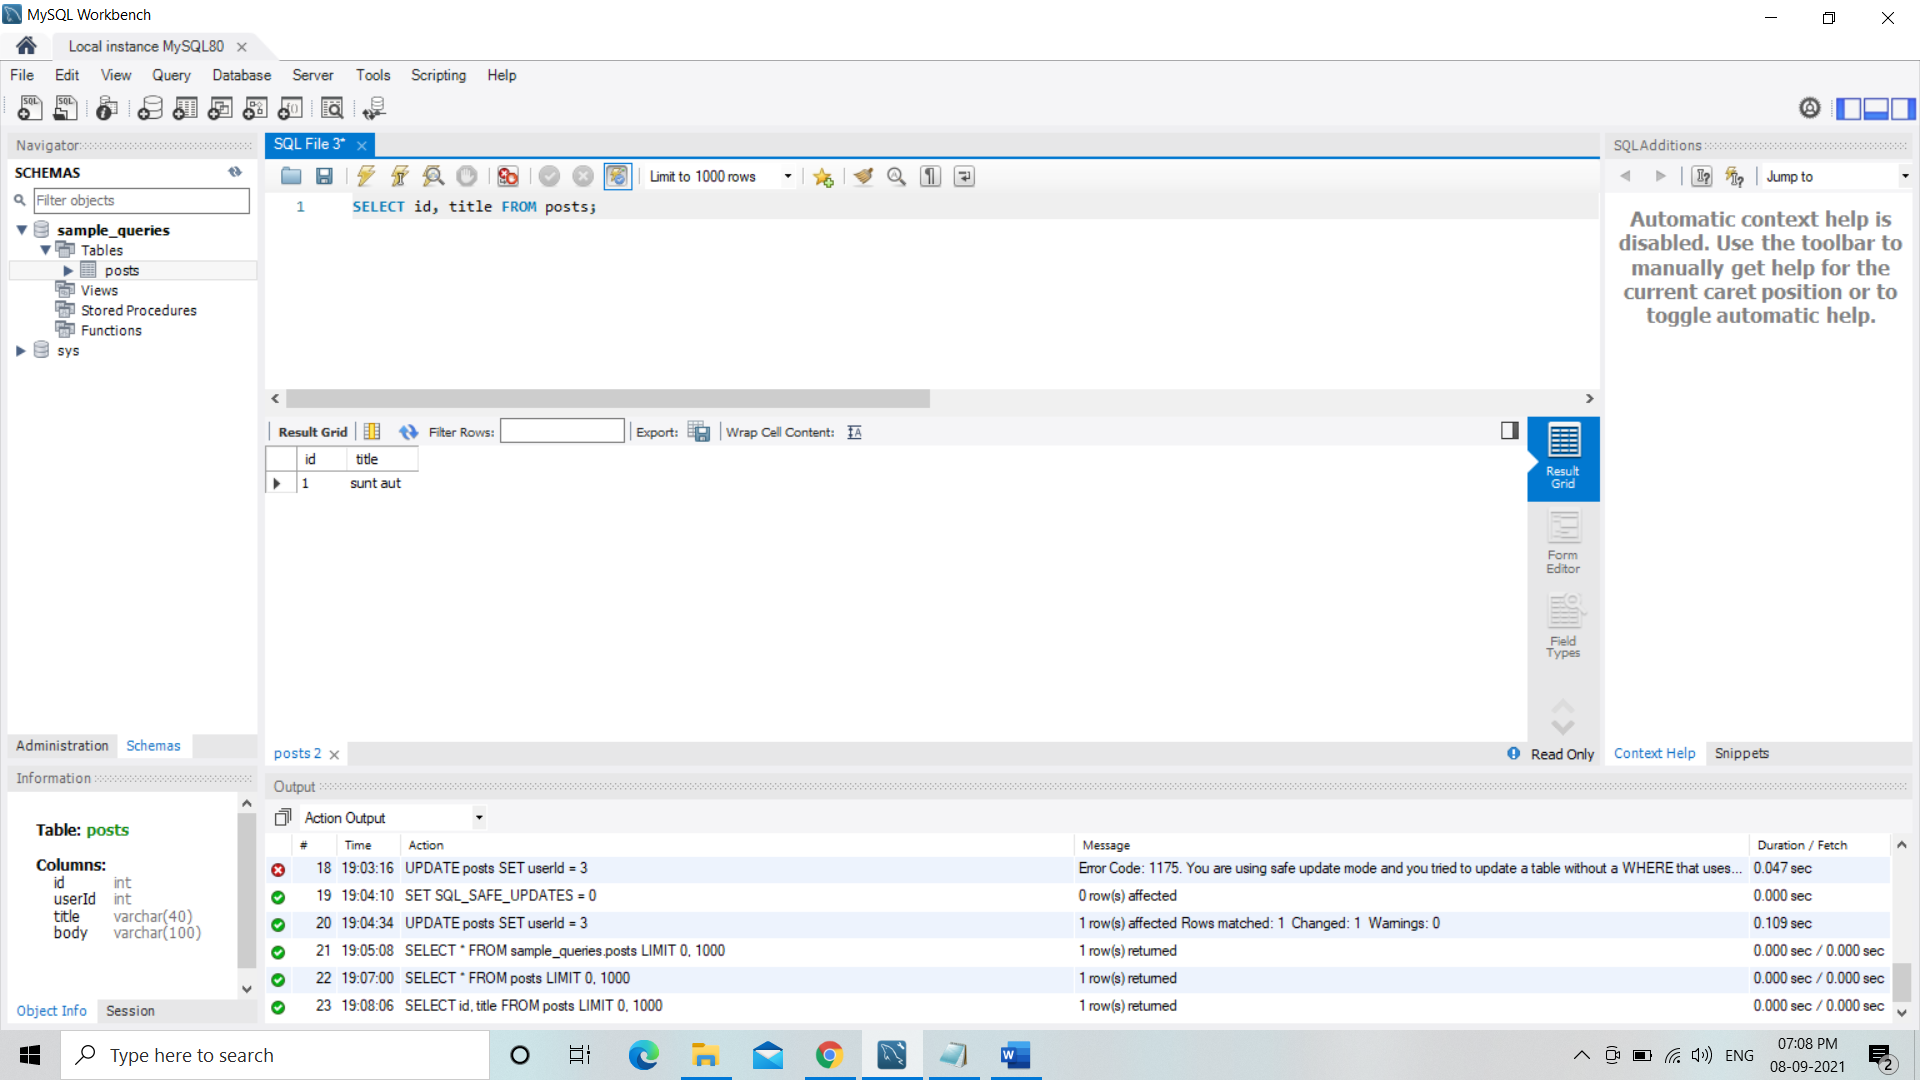 MySQL Workbench
Local instance MySQL80
File Edit View Query Database Server Tools Scripting Help
Navigator
SCHEMAS
Filter objects
sample_queries
Tables
posts
Views
Stored Procedures
Functions
sys
Administration Schemas
Information
Table: posts
Columns:
id int
userId int
title varchar(40)
body varchar(100)
Object Info Session
SQL File 3*
Limit to 1000 rows
1 SELECT id, title FROM posts;
Result Grid Filter Rows: Export: Wrap Cell Content:
id title
1 sunt aut
Result
Grid
Form
Editor
Field
Types
posts 2
Read Only
SQLAdditions
Jump to
Automatic context help is
disabled. Use the toolbar to
manually get help for the
current caret position or to
toggle automatic help.
Context Help Snippets
Output
Action Output
# Time Action Message Duration / Fetch
18 19:03:16 UPDATE posts SET userId = 3 Error Code: 1175. You are using safe update mode and you tried to update a table without a WHERE that uses... 0.047 sec
19 19:04:10 SET SQL_SAFE_UPDATES = 0 0 row(s) affected 0.000 sec
20 19:04:34 UPDATE posts SET userId = 3 1 row(s) affected Rows matched: 1 Changed: 1 Warnings: 0 0.109 sec
21 19:05:08 SELECT * FROM sample_queries.posts LIMIT 0, 1000 1 row(s) returned 0.000 sec / 0.000 sec
22 19:07:00 SELECT * FROM posts LIMIT 0, 1000 1 row(s) returned 0.000 sec / 0.000 sec
23 19:08:06 SELECT id, title FROM posts LIMIT 0, 1000 1 row(s) returned 0.000 sec / 0.000 sec
Type here to search
ENG
07:08 PM
08-09-2021
2